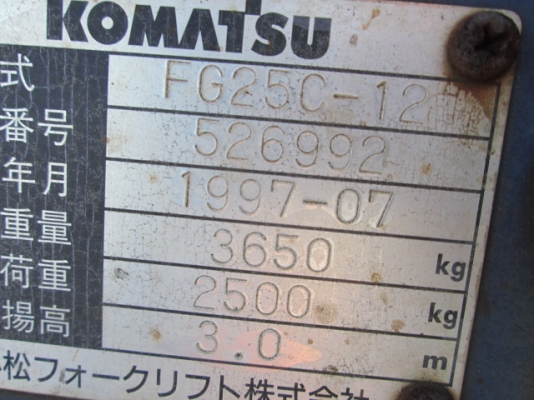 KOMATSU
式 FG25C-12
番号 526992
年月 1997-07
重量 3650 kg
荷重 2500 kg
揚高 3.0 m
松フォークリフト株式会社